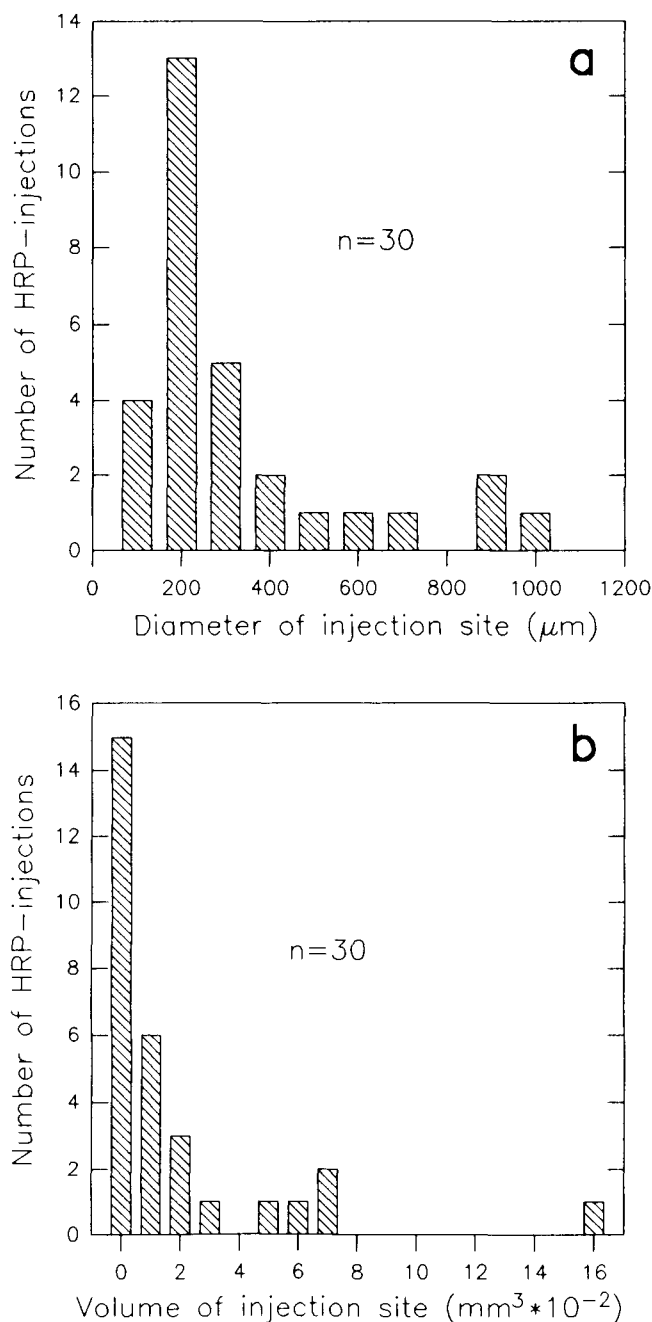 a
14
12
10
8
6
4
2
0
Number of HRP-injections
n=30
0 200 400 600 800 1000 1200
Diameter of injection site (μm)
b
16
14
12
10
8
6
4
2
0
Number of HRP-injections
n=30
0 2 4 6 8 10 12 14 16
Volume of injection site (mm³*10⁻²)